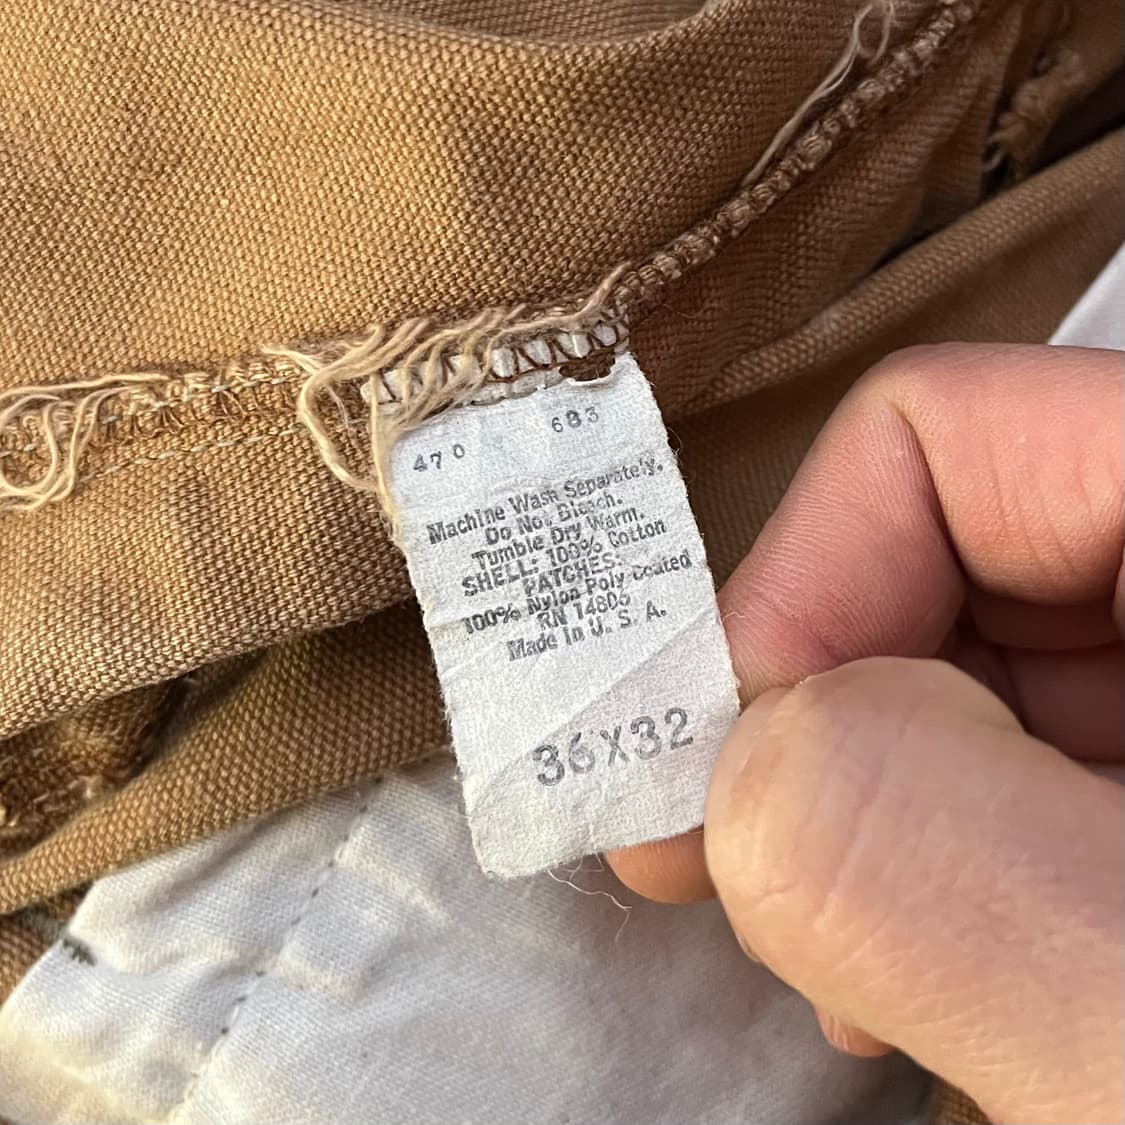 470 683
Machine Wash Separately.
Do Not Bleach.
Tumble Dry Warm.
SHELL: 100% Cotton
PATCHES:
100% Nylon Poly Coated
RN 14806
Made In U. S. A.
36X32